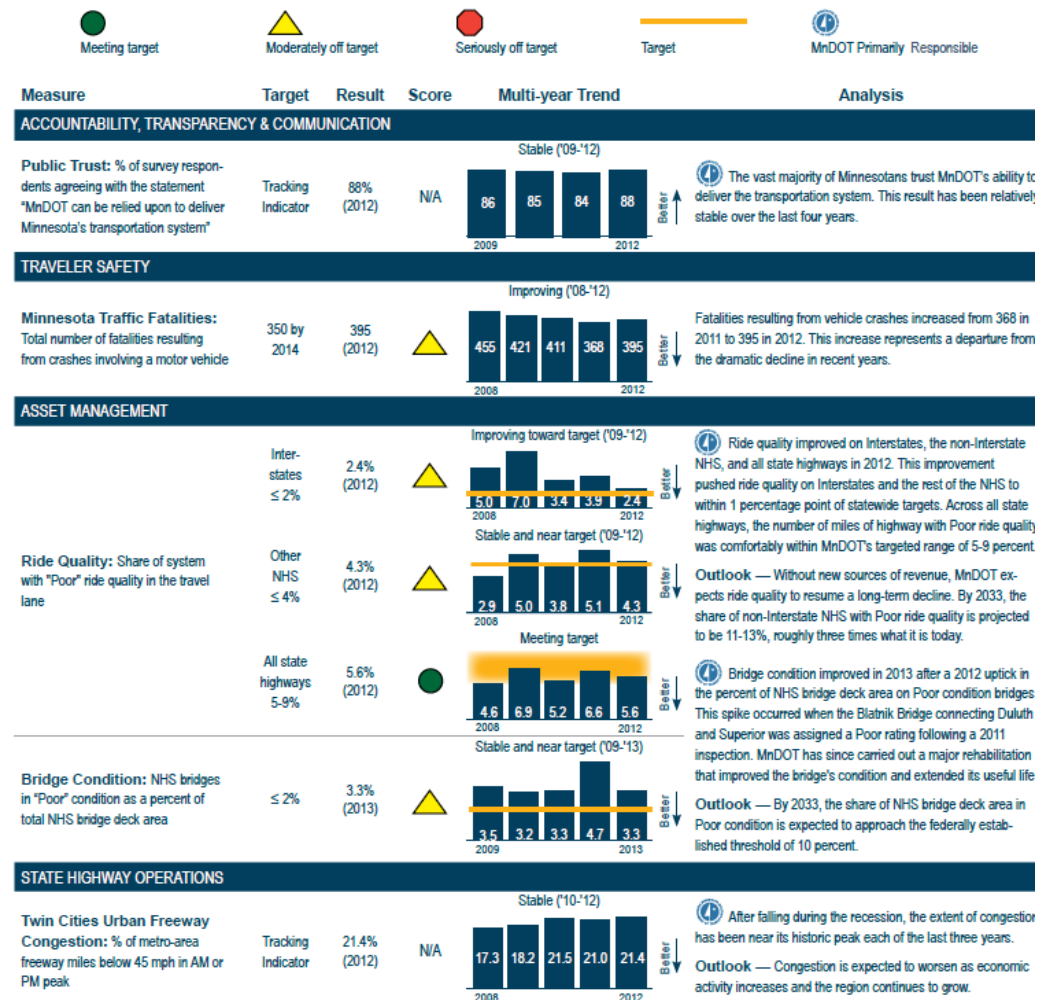 Meeting target
Moderately off target
Seriously off target
Target
MnDOT Primarily Responsible
Measure Target Result Score Multi-year Trend Analysis
ACCOUNTABILITY, TRANSPARENCY & COMMUNICATION
Public Trust: % of survey respon-
dents agreeing with the statement
"MnDOT can be relied upon to deliver
Minnesota's transportation system"
Tracking
Indicator
88%
(2012)
N/A
Stable ('09-'12)
86 85 84 88
2009 2012
Better
The vast majority of Minnesotans trust MnDOT's ability to
deliver the transportation system. This result has been relatively
stable over the last four years.
TRAVELER SAFETY
Minnesota Traffic Fatalities:
Total number of fatalities resulting
from crashes involving a motor vehicle
350 by
2014
395
(2012)
Improving ('08-'12)
455 421 411 368 395
2008 2012
Better
Fatalities resulting from vehicle crashes increased from 368 in
2011 to 395 in 2012. This increase represents a departure from
the dramatic decline in recent years.
ASSET MANAGEMENT
Ride Quality: Share of system
with "Poor" ride quality in the travel
lane
Inter-
states
≤ 2%
2.4%
(2012)
Improving toward target ('09-'12)
5.0 7.0 3.4 3.9 2.4
2008 2012
Better
Other
NHS
≤ 4%
4.3%
(2012)
Stable and near target ('09-'12)
2.9 5.0 3.8 5.1 4.3
2008 2012
Better
All state
highways
5-9%
5.6%
(2012)
Meeting target
4.6 6.9 5.2 6.6 5.6
2008 2012
Better
Ride quality improved on Interstates, the non-Interstate
NHS, and all state highways in 2012. This improvement
pushed ride quality on Interstates and the rest of the NHS to
within 1 percentage point of statewide targets. Across all state
highways, the number of miles of highway with Poor ride quality
was comfortably within MnDOT's targeted range of 5-9 percent
Outlook — Without new sources of revenue, MnDOT ex-
pects ride quality to resume a long-term decline. By 2033, the
share of non-Interstate NHS with Poor ride quality is projected
to be 11-13%, roughly three times what it is today.
Bridge Condition: NHS bridges
in "Poor" condition as a percent of
total NHS bridge deck area
≤ 2%
3.3%
(2013)
Stable and near target ('09-'13)
3.5 3.2 3.3 4.7 3.3
2009 2013
Better
Bridge condition improved in 2013 after a 2012 uptick in
the percent of NHS bridge deck area on Poor condition bridges
This spike occurred when the Blatnik Bridge connecting Duluth
and Superior was assigned a Poor rating following a 2011
inspection. MnDOT has since carried out a major rehabilitation
that improved the bridge's condition and extended its useful life
Outlook — By 2033, the share of NHS bridge deck area in
Poor condition is expected to approach the federally estab-
lished threshold of 10 percent.
STATE HIGHWAY OPERATIONS
Twin Cities Urban Freeway
Congestion: % of metro-area
freeway miles below 45 mph in AM or
PM peak
Tracking
Indicator
21.4%
(2012)
N/A
Stable ('10-'12)
17.3 18.2 21.5 21.0 21.4
2008 2012
Better
After falling during the recession, the extent of congestion
has been near its historic peak each of the last three years.
Outlook — Congestion is expected to worsen as economic
activity increases and the region continues to grow.